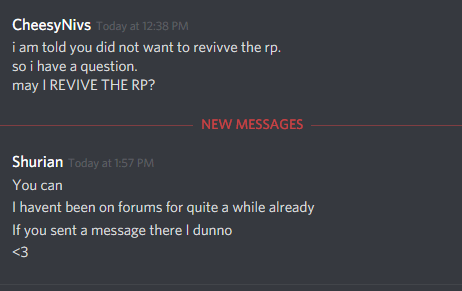 CheesyNivs Today at 12:38 PM
i am told you did not want to revivve the rp.
so i have a question.
may I REVIVE THE RP?
NEW MESSAGES
Shurian Today at 1:57 PM
You can
I havent been on forums for quite a while already
If you sent a message there I dunno
<3